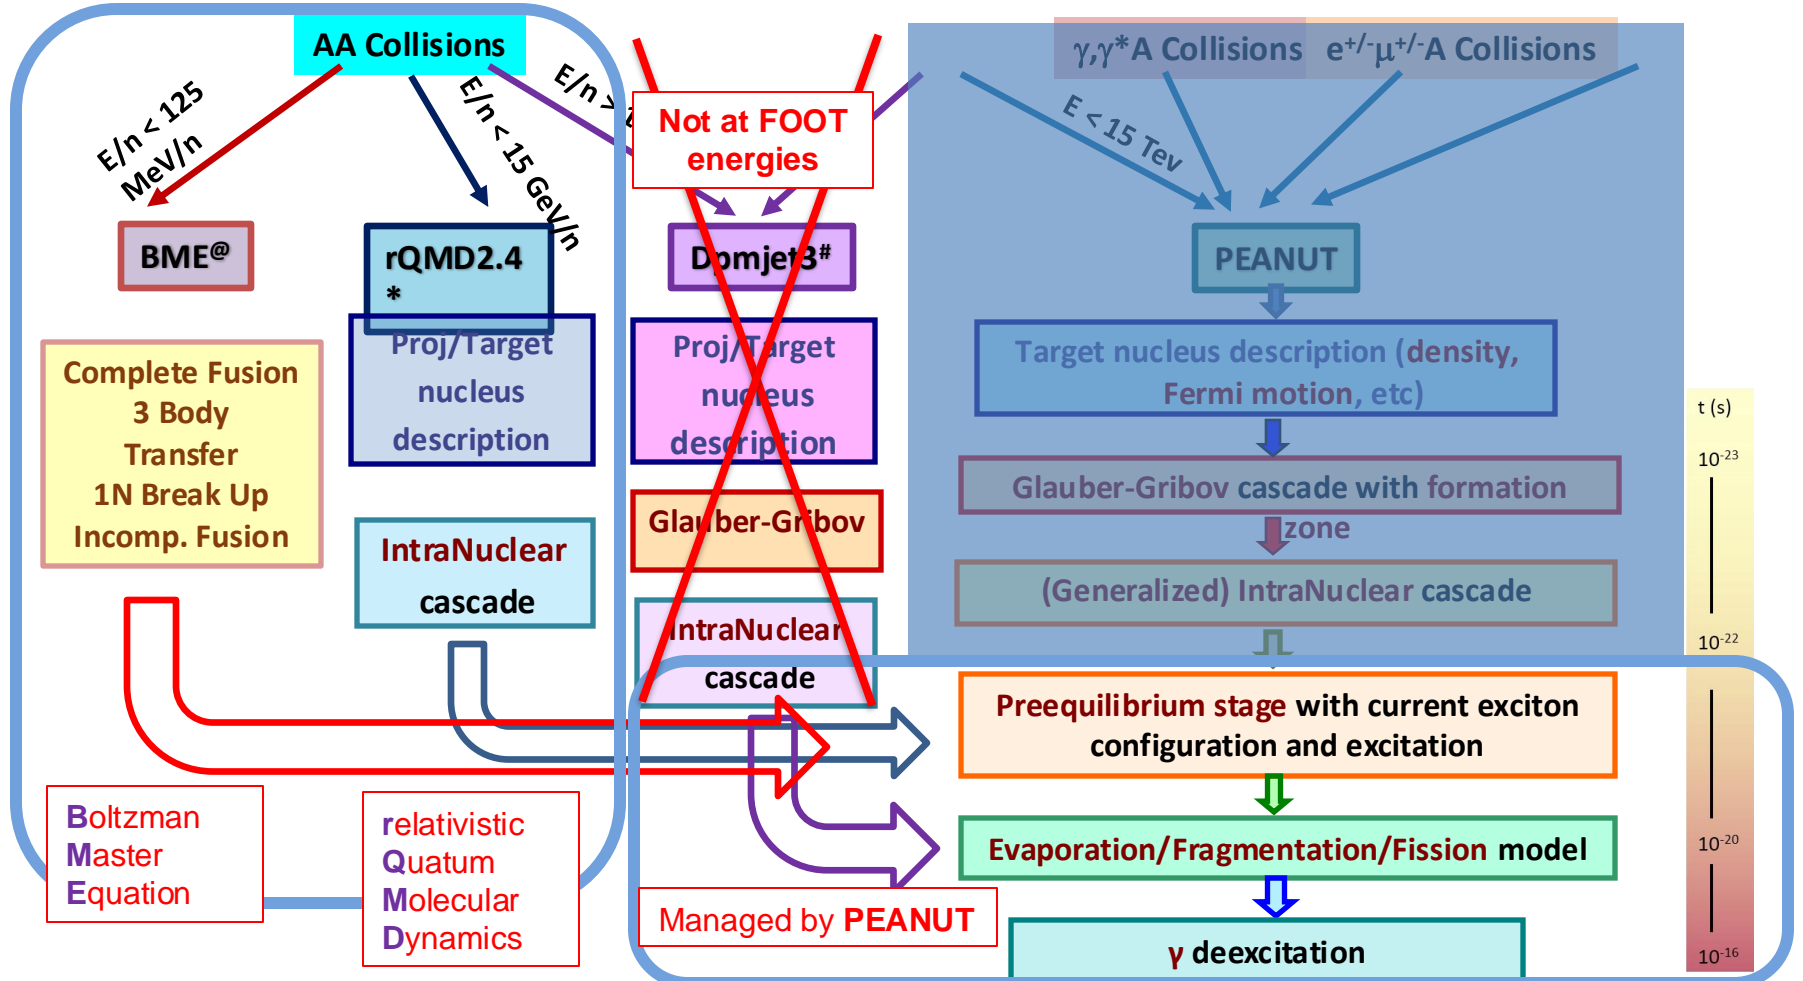 AA Collisions
γ,γ*A Collisions
e+/-μ+/-A Collisions
E/n < 125
MeV/n
E/n < 15 GeV/n
E/n >
Not at FOOT
energies
E < 15 Tev
BME@
rQMD2.4
*
Dpmjet3#
PEANUT
Complete Fusion
3 Body
Transfer
1N Break Up
Incomp. Fusion
Proj/Target
nucleus
description
IntraNuclear
cascade
Proj/Target
nucleus
description
Glauber-Gribov
IntraNuclear
cascade
Target nucleus description (density,
Fermi motion, etc)
Glauber-Gribov cascade with formation
zone
(Generalized) IntraNuclear cascade
Preequilibrium stage with current exciton
configuration and excitation
Evaporation/Fragmentation/Fission model
γ deexcitation
Boltzman
Master
Equation
relativistic
Quatum
Molecular
Dynamics
Managed by PEANUT
t (s)
10-23
10-22
10-20
10-16